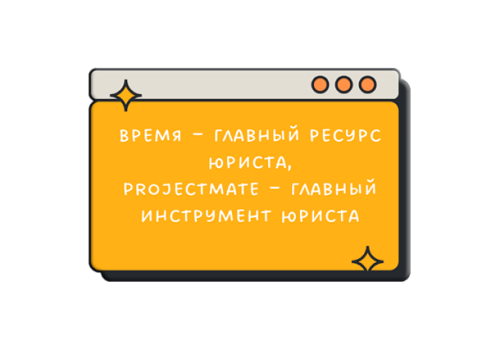 ВРЕМЯ – ГЛАВНЫЙ РЕСУРС
ЮРИСТА,
PROJECTMATE – ГЛАВНЫЙ
ИНСТРУМЕНТ ЮРИСТА